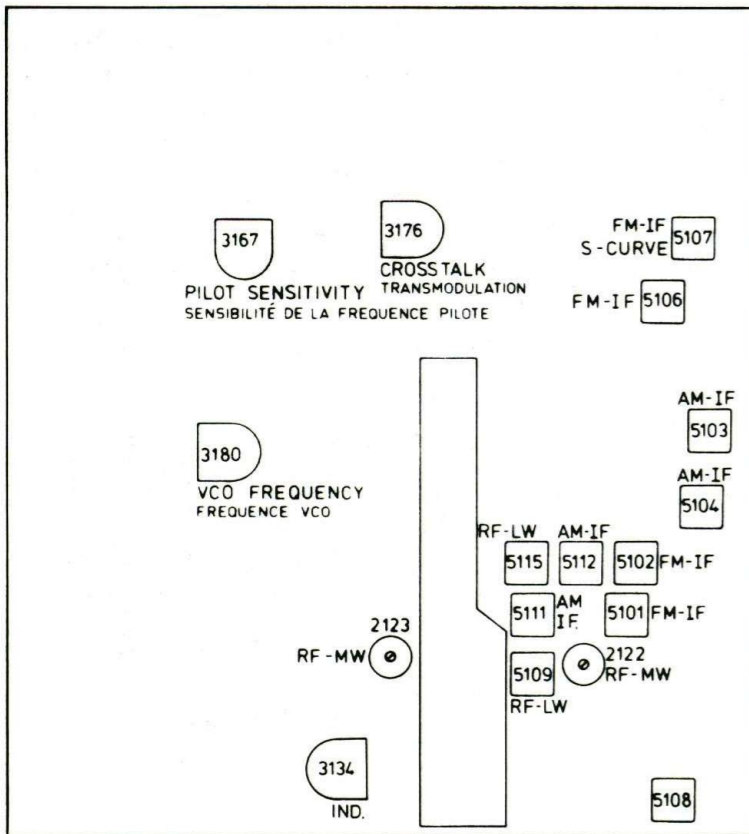 3167
PILOT SENSITIVITY
SENSIBILITÉ DE LA FREQUENCE PILOTE
3176
CROSSTALK
TRANSMODULATION
FM-IF
S-CURVE
5107
FM-IF
5106
AM-IF
5103
3180
VCO FREQUENCY
FREQUENCE VCO
AM-IF
5104
RF-LW
5115
AM-IF
5112
5102
FM-IF
5111
AM
IF.
5101
FM-IF
2123
RF-MW
5109
RF-LW
2122
RF-MW
3134
IND.
5108